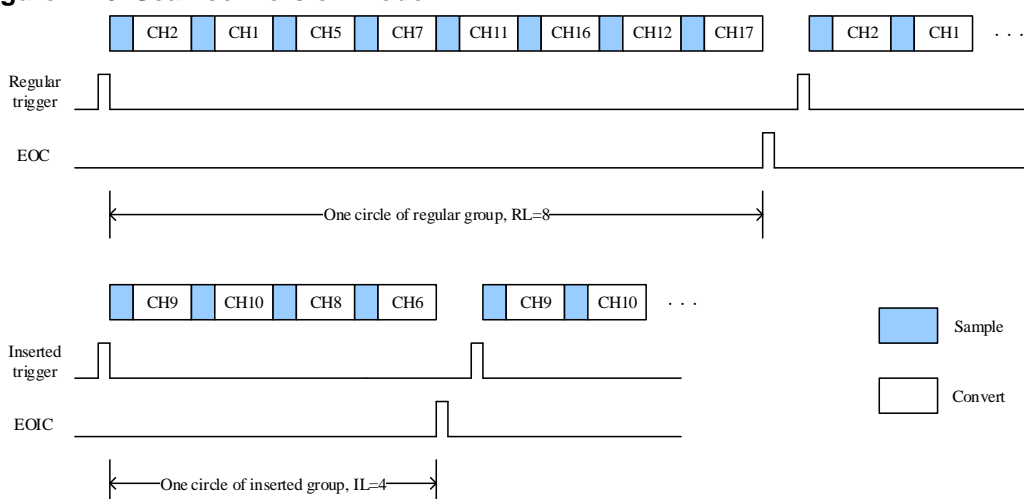 CH2 CH1 CH5 CH7 CH11 CH16 CH12 CH17 CH2 CH1 . . .
Regular
trigger
EOC
One circle of regular group, RL=8
CH9 CH10 CH8 CH6 CH9 CH10 . . .
Sample
Inserted
trigger
Convert
EOIC
One circle of inserted group, IL=4